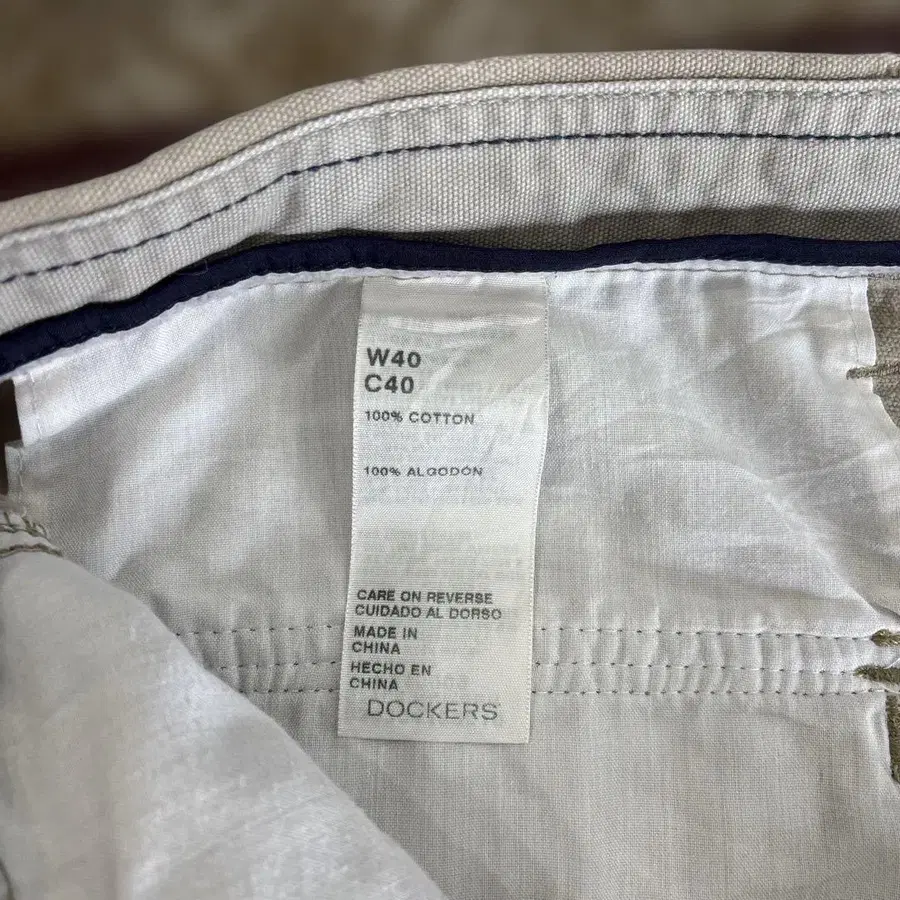 W40
C40
100% COTTON
100% ALGODÓN
CARE ON REVERSE
CUIDADO AL DORSO
MADE IN
CHINA
HECHO EN
CHINA
DOCKERS